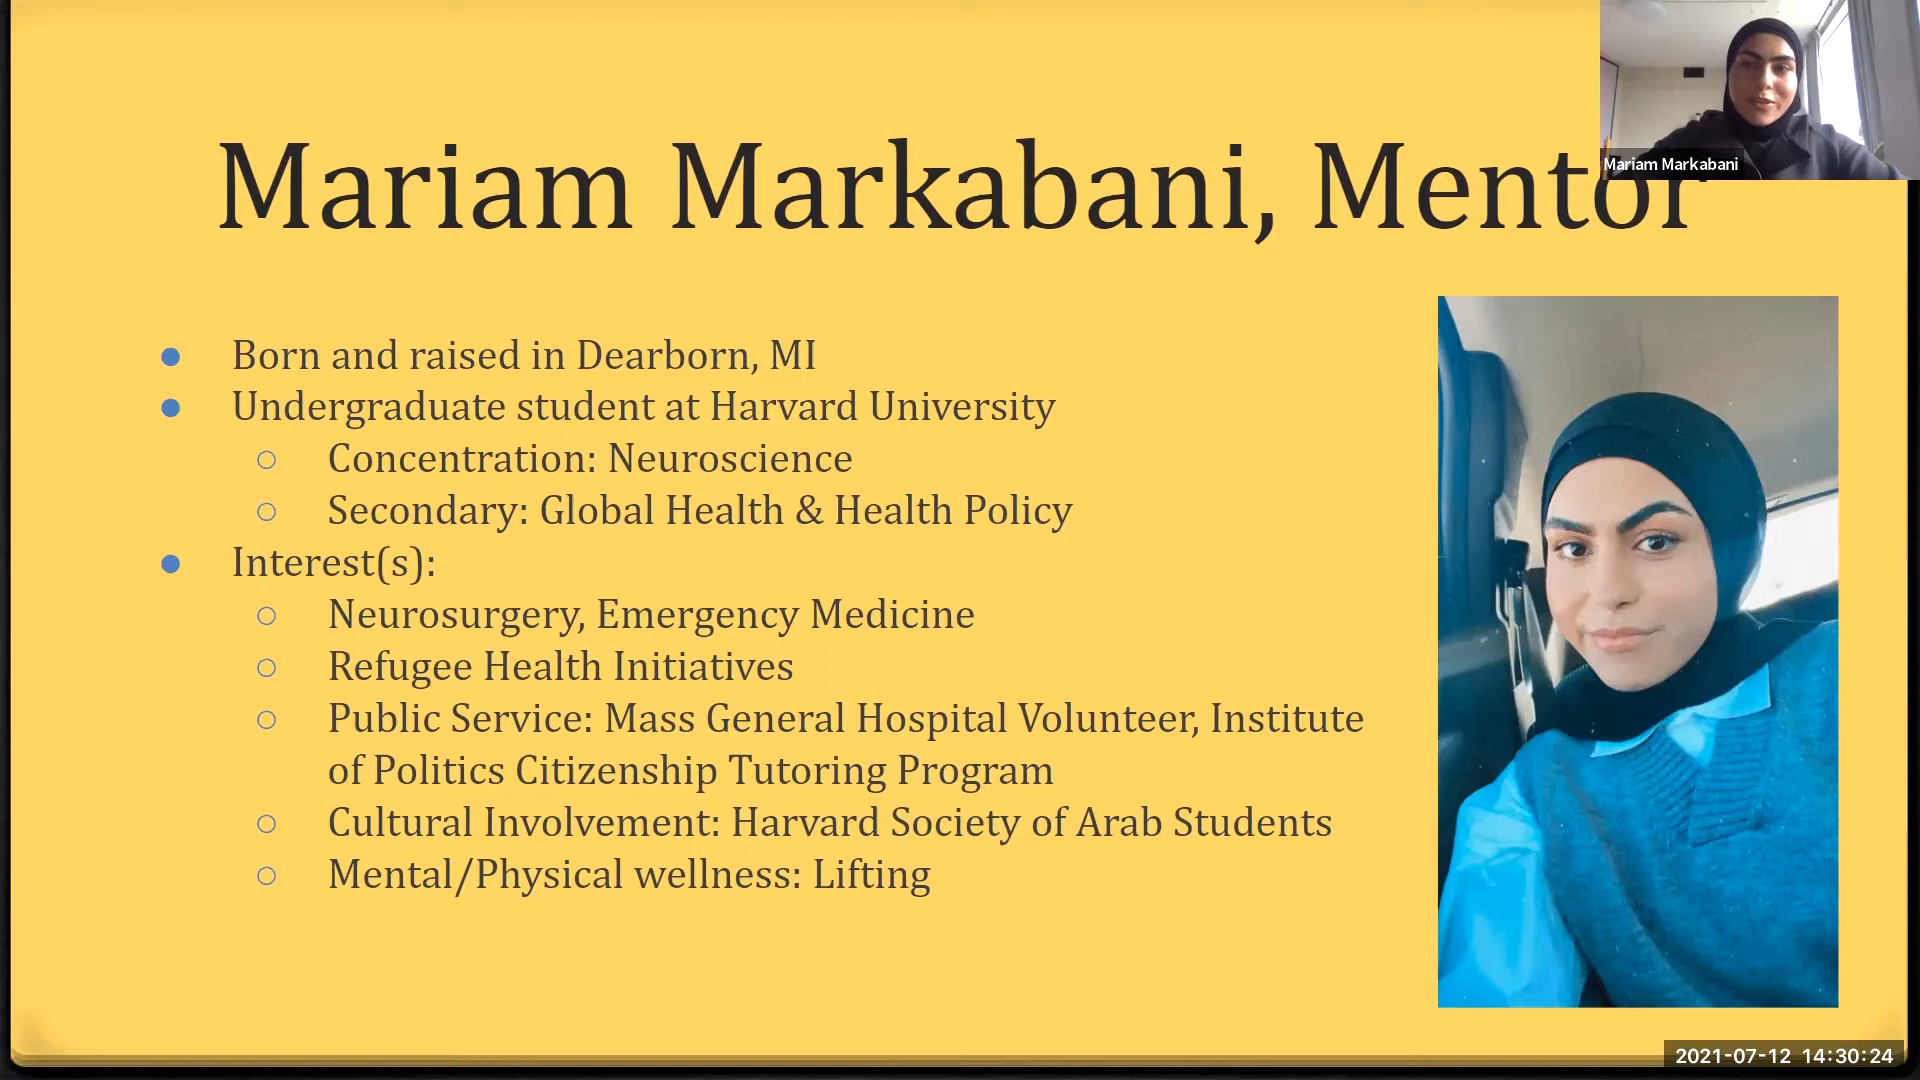 Mariam Markabani, Mentor
Mariam Markabani
● Born and raised in Dearborn, MI
● Undergraduate student at Harvard University
○ Concentration: Neuroscience
○ Secondary: Global Health & Health Policy
● Interest(s):
○ Neurosurgery, Emergency Medicine
○ Refugee Health Initiatives
○ Public Service: Mass General Hospital Volunteer, Institute
of Politics Citizenship Tutoring Program
○ Cultural Involvement: Harvard Society of Arab Students
○ Mental/Physical wellness: Lifting
2021-07-12 14:30:24